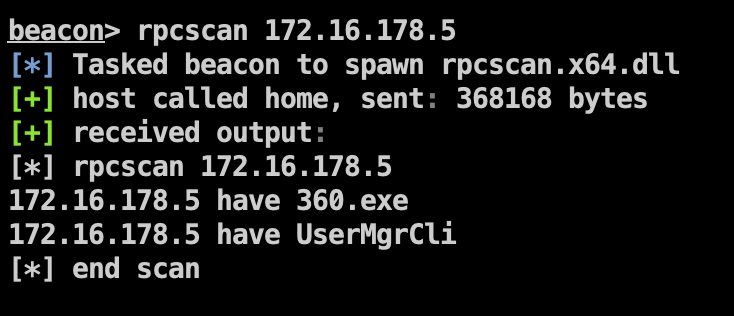 beacon> rpcscan 172.16.178.5
[*] Tasked beacon to spawn rpcscan.x64.dll
[+] host called home, sent: 368168 bytes
[+] received output:
[*] rpcscan 172.16.178.5
172.16.178.5 have 360.exe
172.16.178.5 have UserMgrCli
[*] end scan